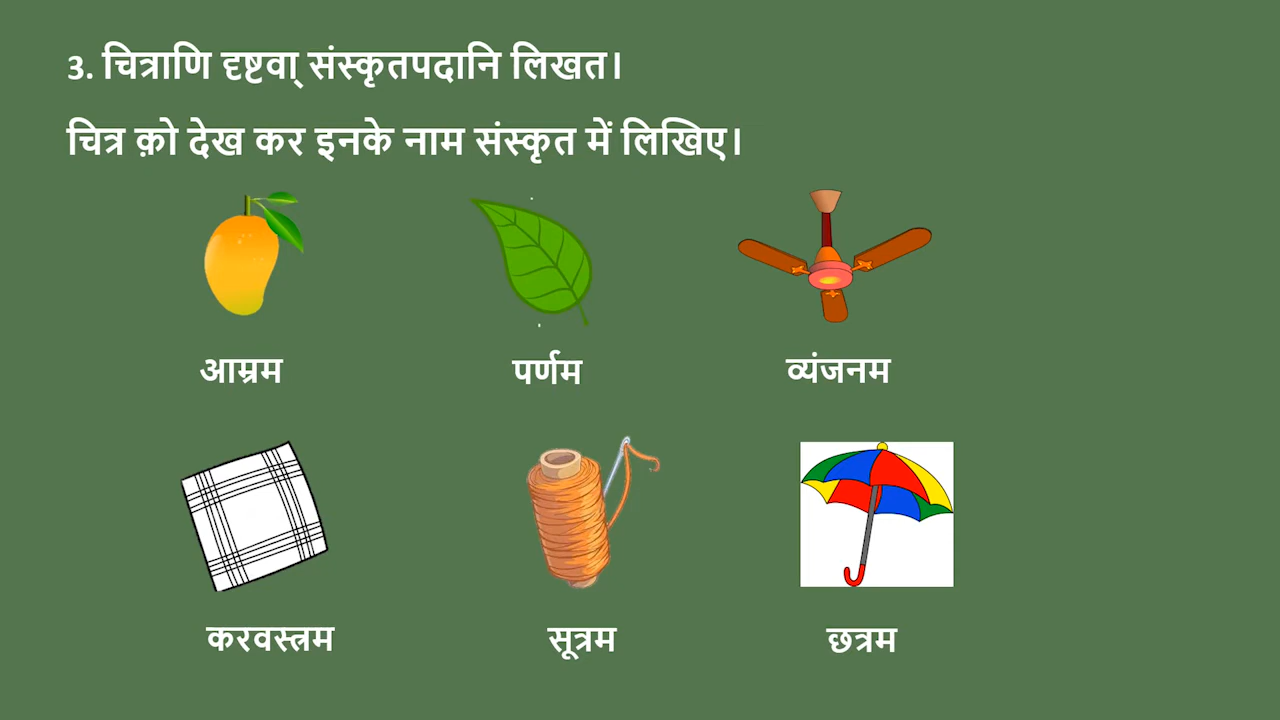 3. चित्राणि दृष्टवा् संस्कृतपदानि लिखत।
चित्र क़ो देख कर इनके नाम संस्कृत में लिखिए।
आम्रम
पर्णम
व्यंजनम
करवस्त्रम
सूत्रम
छत्रम